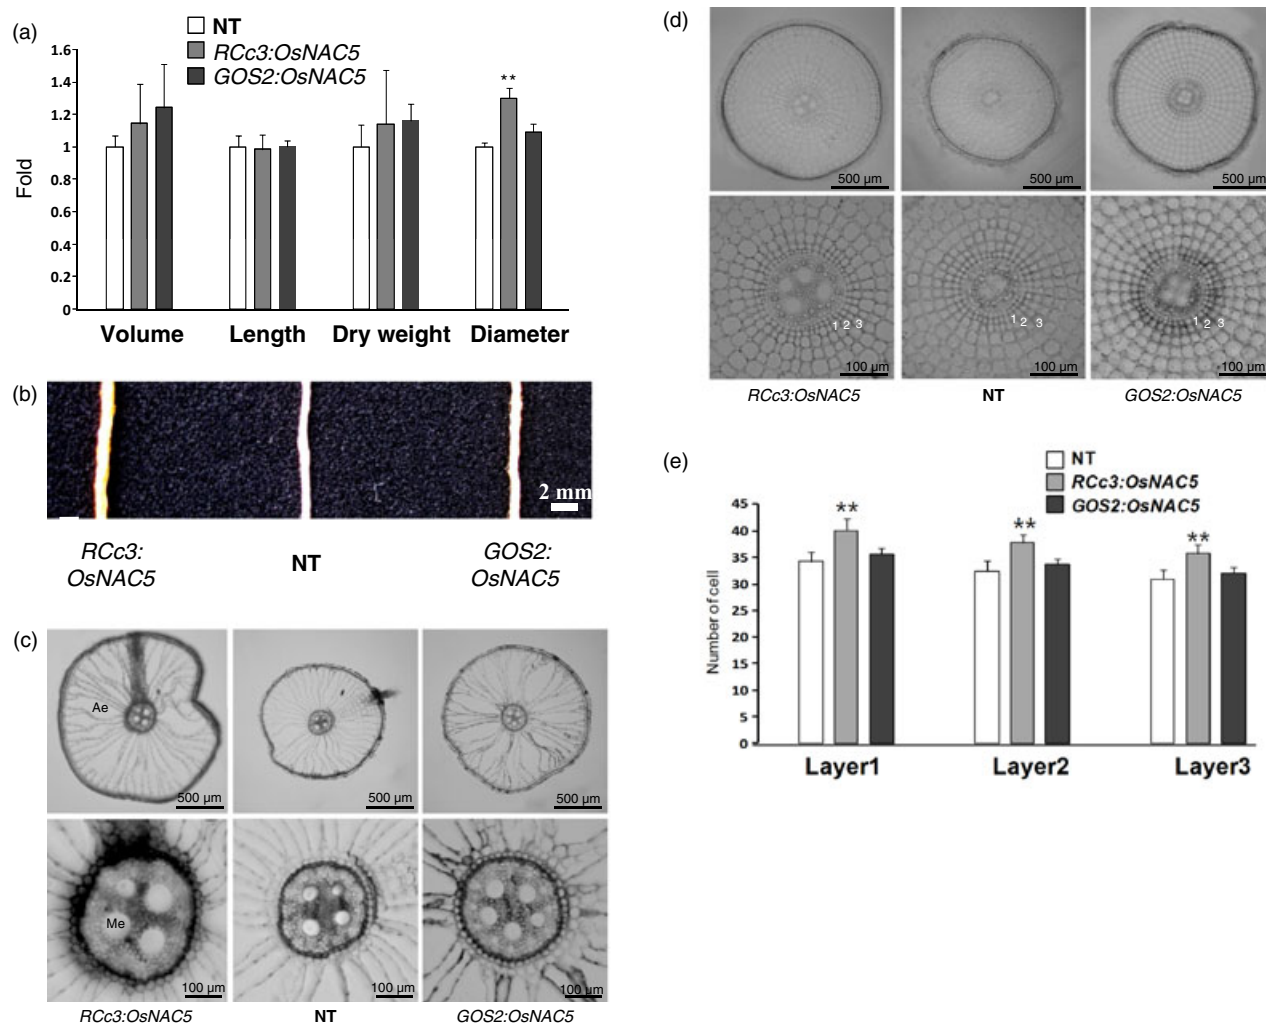 (a)
NT
RCc3:OsNAC5
GOS2:OsNAC5
1.6
1.4
1.2
1
0.8
0.6
0.4
0.2
0
Fold
**
Volume Length Dry weight Diameter
(b)
2 mm
RCc3:
OsNAC5
NT
GOS2:
OsNAC5
(c)
Ae
500 µm 500 µm 500 µm
Me
100 µm 100 µm 100 µm
RCc3:OsNAC5 NT GOS2:OsNAC5
(d)
500 µm 500 µm 500 µm
1 2 3 1 2 3 1 2 3
100 µm 100 µm 100 µm
RCc3:OsNAC5 NT GOS2:OsNAC5
(e)
NT
RCc3:OsNAC5
GOS2:OsNAC5
45
40
35
30
25
20
15
10
5
0
Number of cell
** ** **
Layer1 Layer2 Layer3